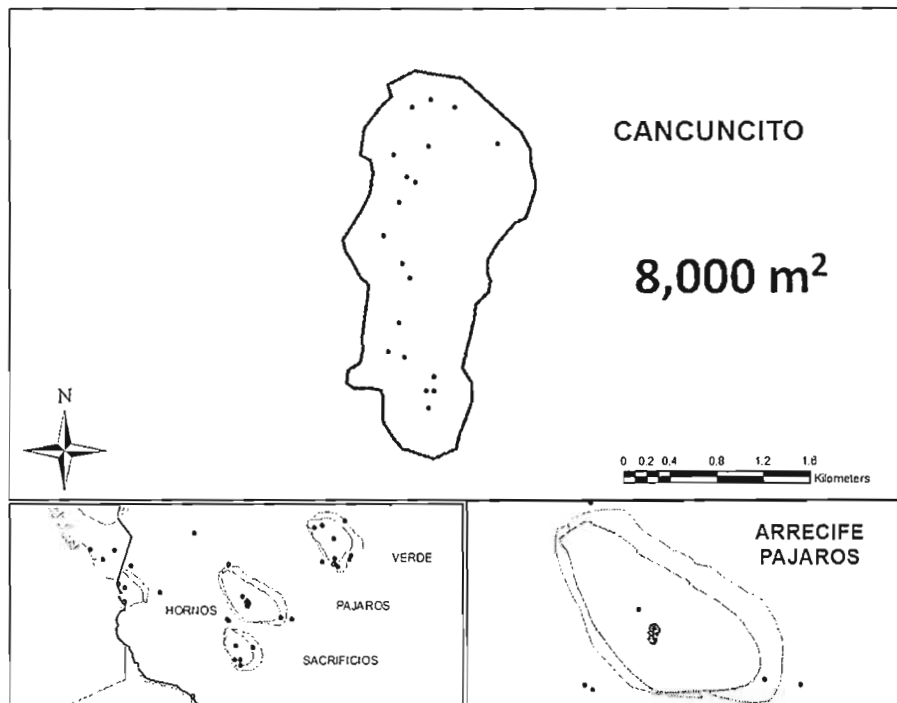 CANCUNCITO
8,000 m²
N
0 0.2 0.4 0.8 1.2 1.6
Kilometers
VERDE
HORNOS
PAJAROS
SACRIFICIOS
ARRECIFE
PAJAROS